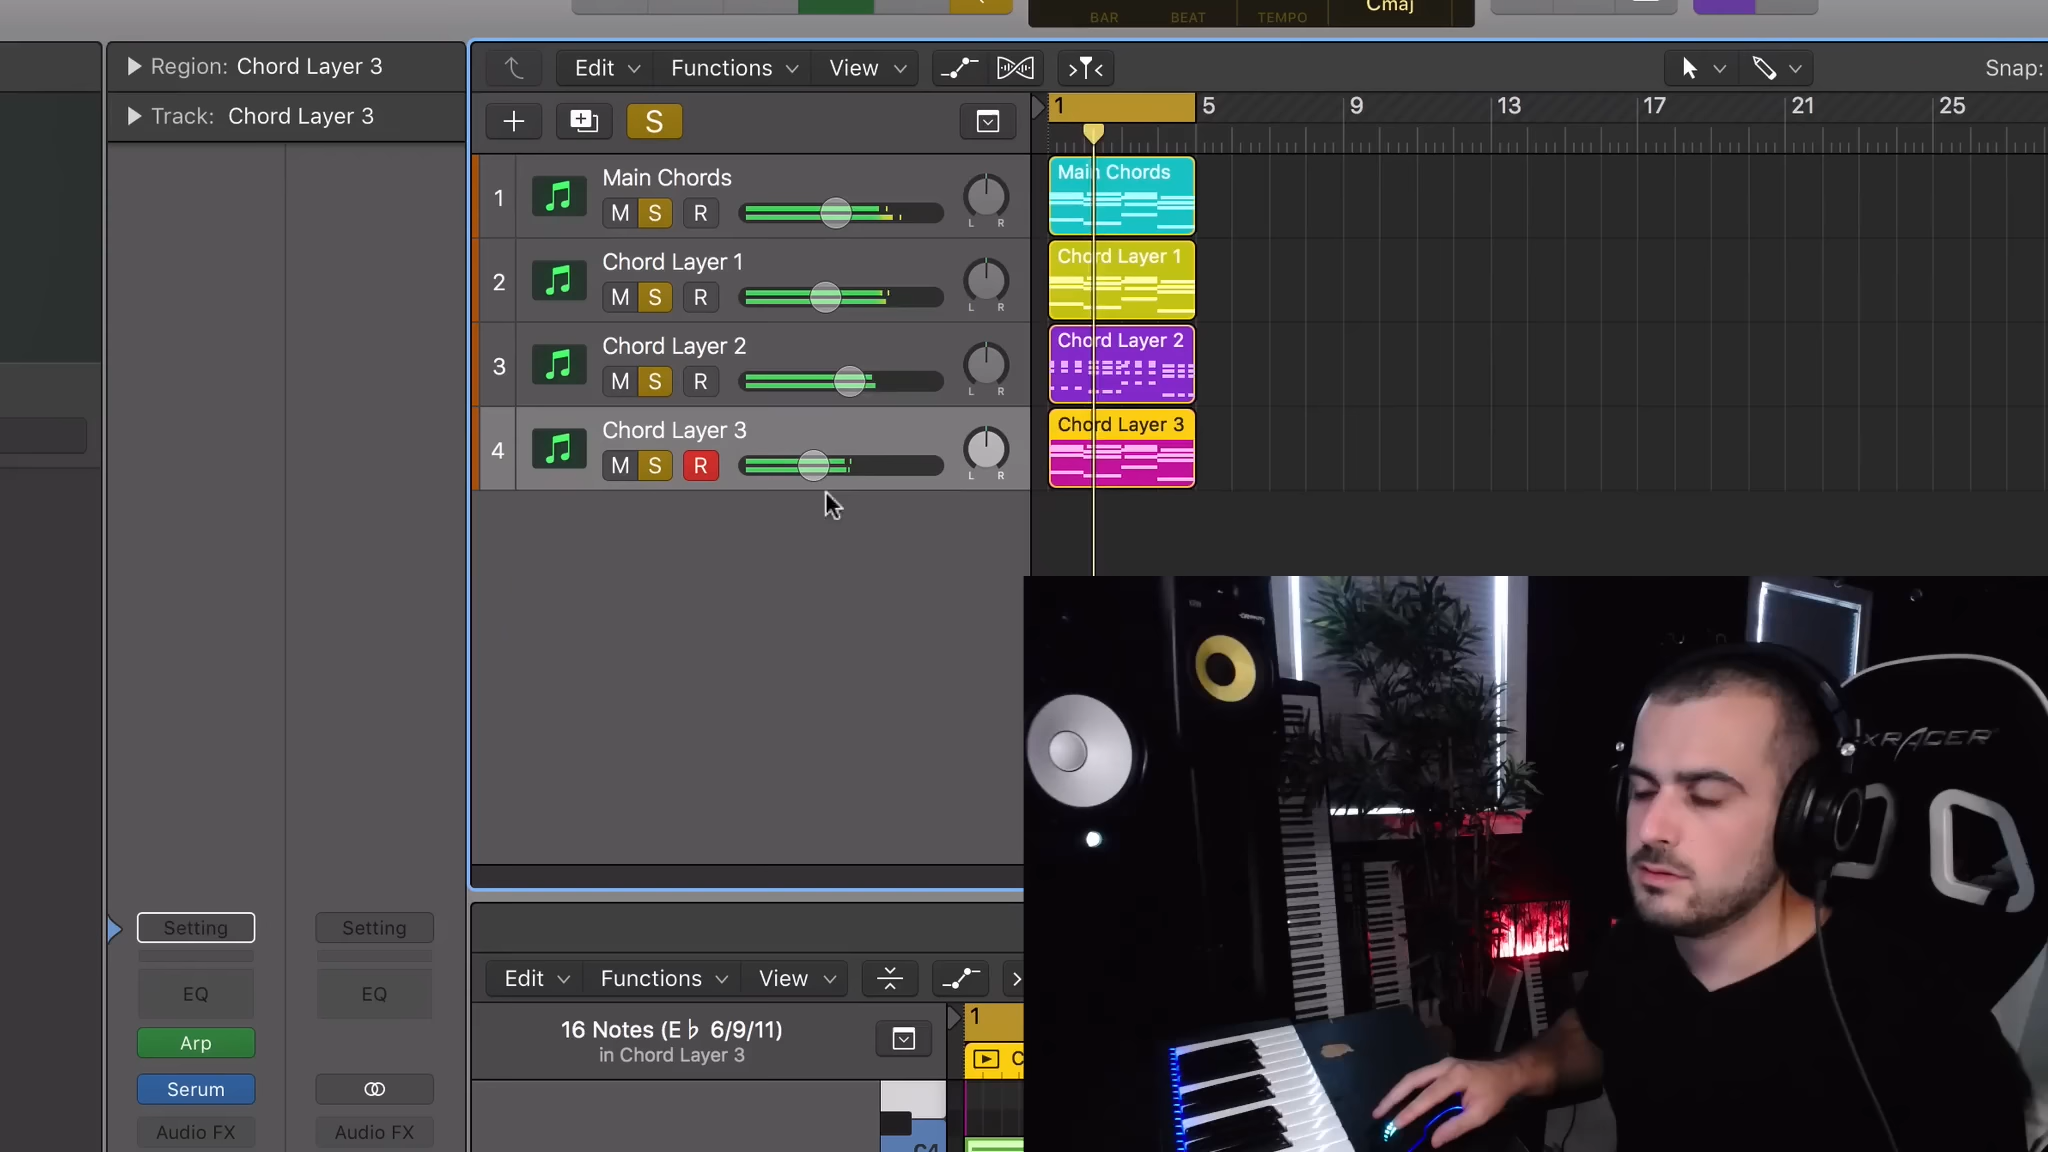 Cmaj
BAR BEAT TEMPO
Region: Chord Layer 3
Track: Chord Layer 3
Edit Functions View
Snap:
S
1 5 9 13 17 21 25
1 Main Chords
M S R
L R
2 Chord Layer 1
M S R
L R
3 Chord Layer 2
M S R
L R
4 Chord Layer 3
M S R
L R
Main Chords
Chord Layer 1
Chord Layer 2
Chord Layer 3
Setting Setting
EQ EQ
Arp
Serum
Audio FX Audio FX
Edit Functions View
16 Notes (E♭ 6/9/11)
in Chord Layer 3
1
C
C4